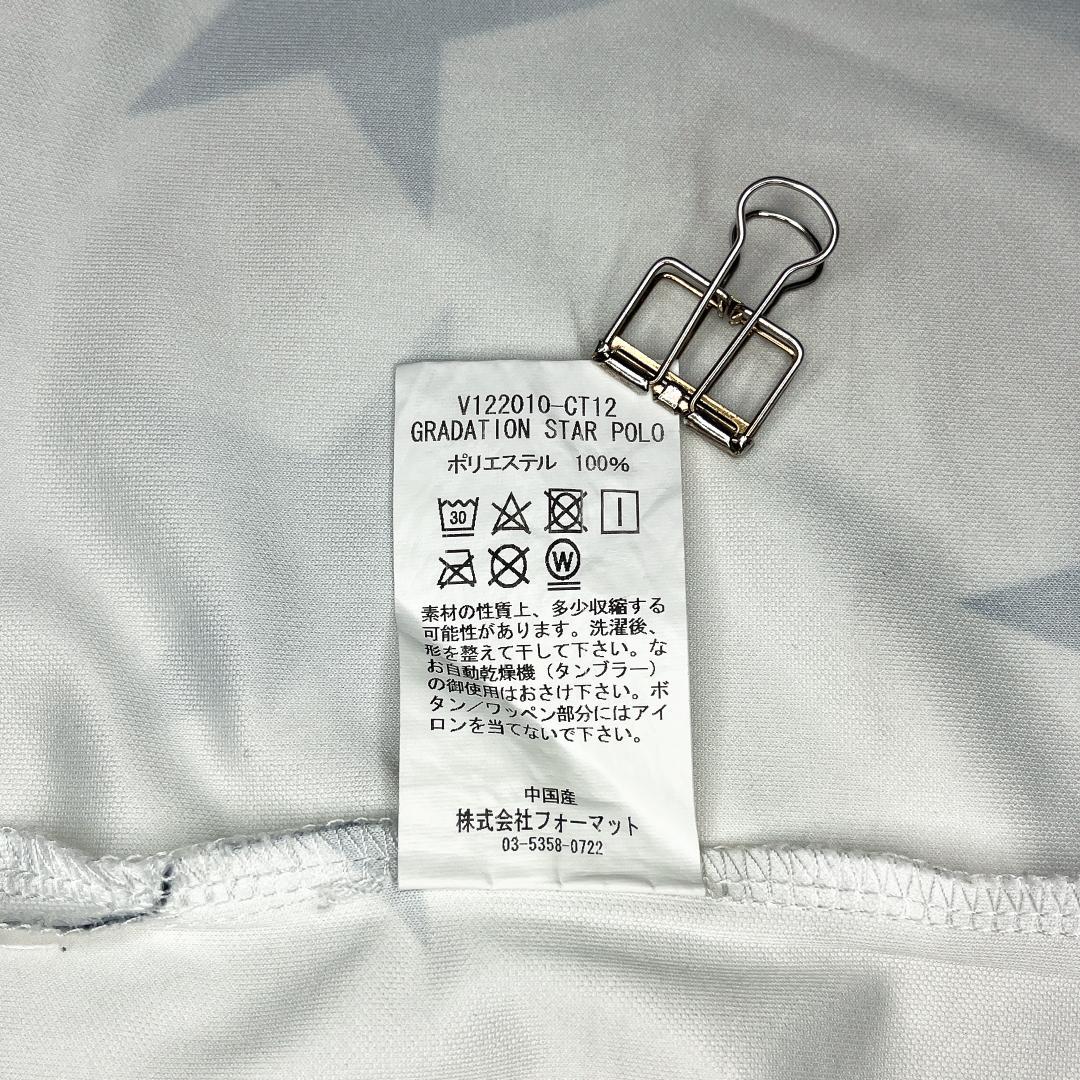 V122010-CT12
GRADATION STAR POLO
ポリエステル 100%
30
W
素材の性質上、多少収縮する
可能性があります。洗濯後、
形を整えて干して下さい。な
お自動乾燥機（タンブラー）
の御使用はおさけ下さい。ボ
タン／ワッペン部分にはアイ
ロンを当てないで下さい。
中国産
株式会社フォーマット
03-5358-0722